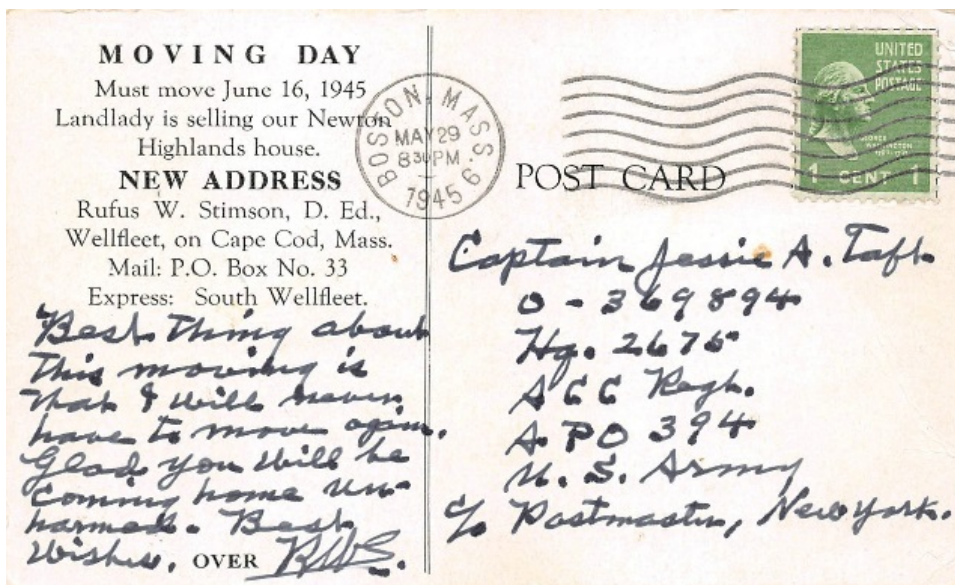 MOVING DAY
Must move June 16, 1945
Landlady is selling our Newton
Highlands house.
NEW ADDRESS
Rufus W. Stimson, D. Ed.,
Wellfleet, on Cape Cod, Mass.
Mail: P.O. Box No. 33
Express: South Wellfleet.
Best thing about
this moving is
that I will never
have to move again.
Glad you will be
coming home un-
harmed. Best
Wishes. OVER RWS.
BOSTON, MASS. 6
MAY 29
8 30 PM
1945
UNITED
STATES
POSTAGE
GEORGE
WASHINGTON
1 CENT 1
POST CARD
Captain Jessie A. Taft
O-369894
Hq. 2675
A C C Regt.
A PO 394
U. S. Army
c/o Postmaster, New York.